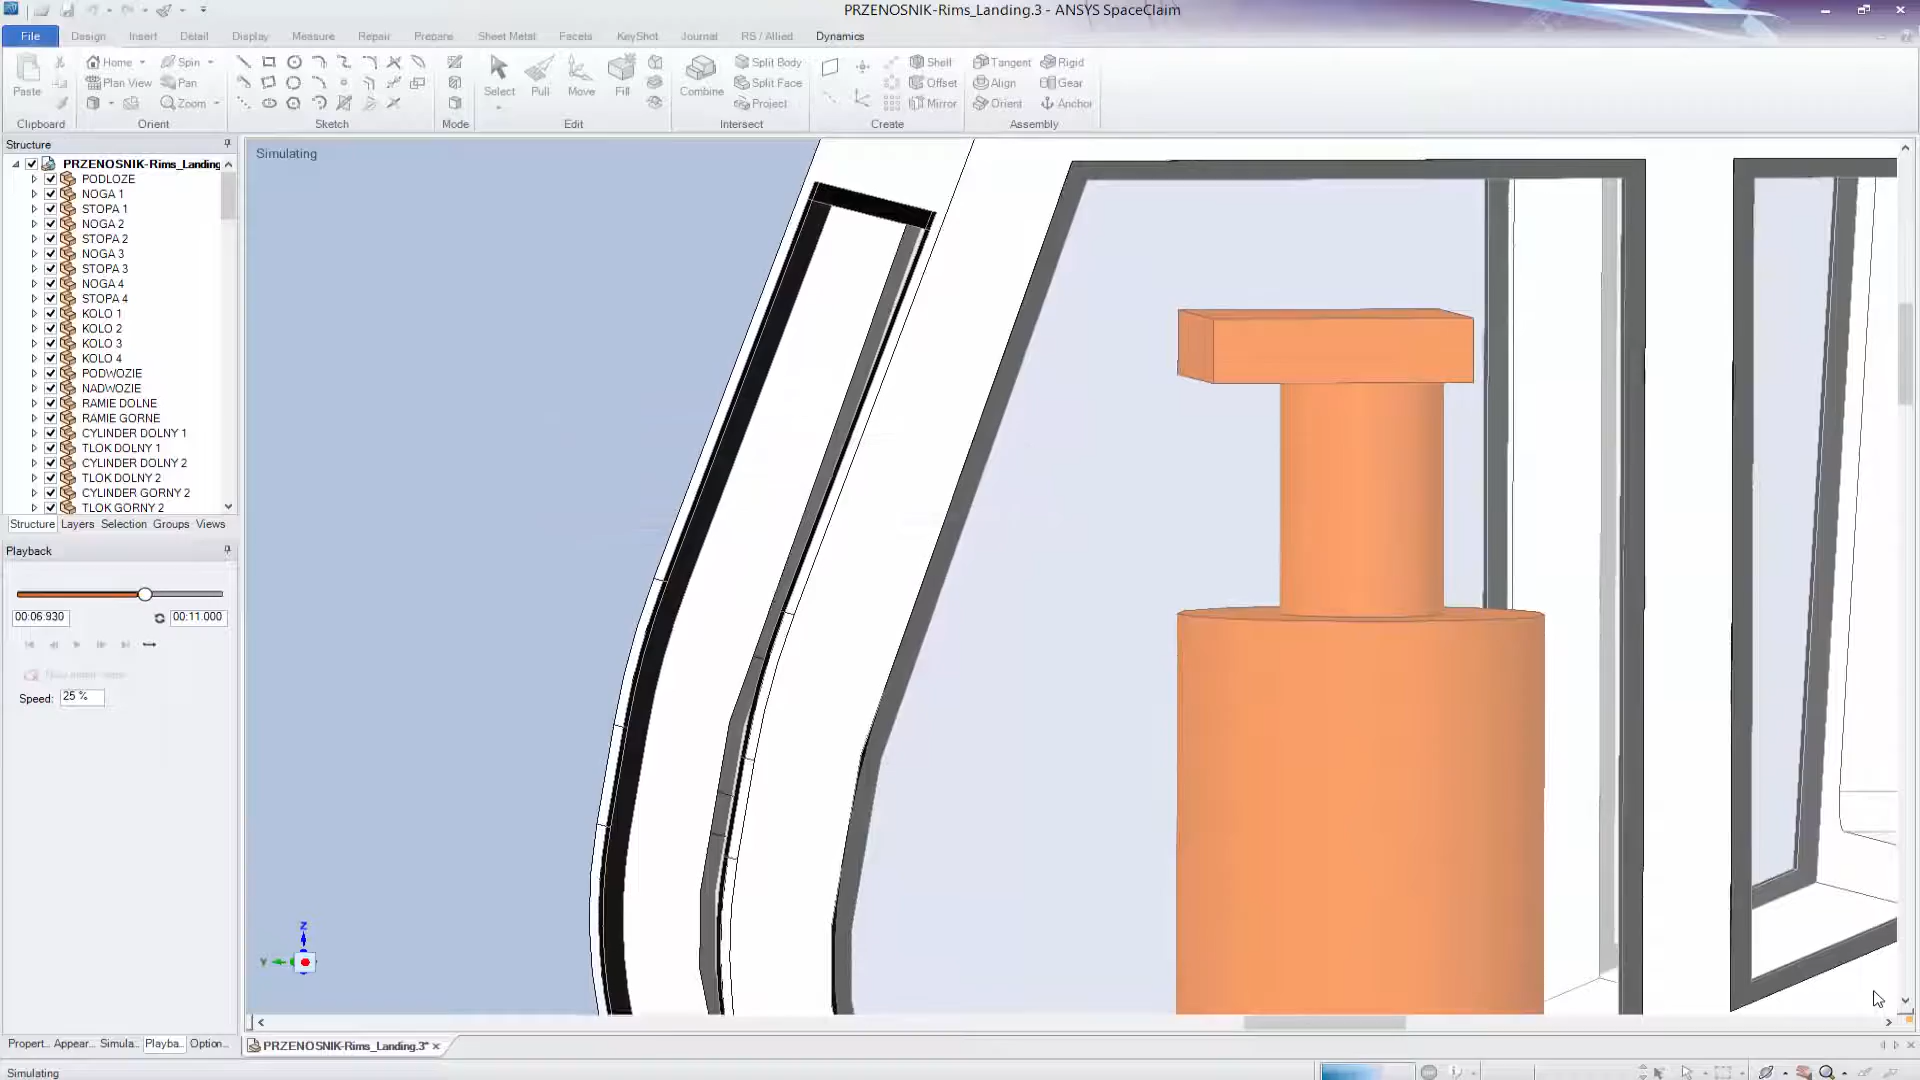 PRZENOSNIK-Rims_Landing.3 - ANSYS SpaceClaim
File Design Insert Detail Display Measure Repair Prepare Sheet Metal Facets KeyShot Journal RS / Allied Dynamics
Home Spin Split Body Shell Tangent Rigid
Plan View Pan Split Face Offset Align Gear
Paste Select Pull Move Fill Combine
Zoom Project Mirror Orient Anchor
Clipboard Orient Sketch Mode Edit Intersect Create Assembly
Structure
Simulating
PRZENOSNIK-Rims_Landing
PODLOZE
NOGA 1
STOPA 1
NOGA 2
STOPA 2
NOGA 3
STOPA 3
NOGA 4
STOPA 4
KOLO 1
KOLO 2
KOLO 3
KOLO 4
PODWOZIE
NADWOZIE
RAMIE DOLNE
RAMIE GORNE
CYLINDER DOLNY 1
TLOK DOLNY 1
CYLINDER DOLNY 2
TLOK DOLNY 2
CYLINDER GORNY 2
TLOK GORNY 2
Structure Layers Selection Groups Views
Playback
00:06.930 00:11.000
Speed: 25 %
Z
Y
Propert... Appear... Simula... Playba... Option...
PRZENOSNIK-Rims_Landing.3*
Simulating